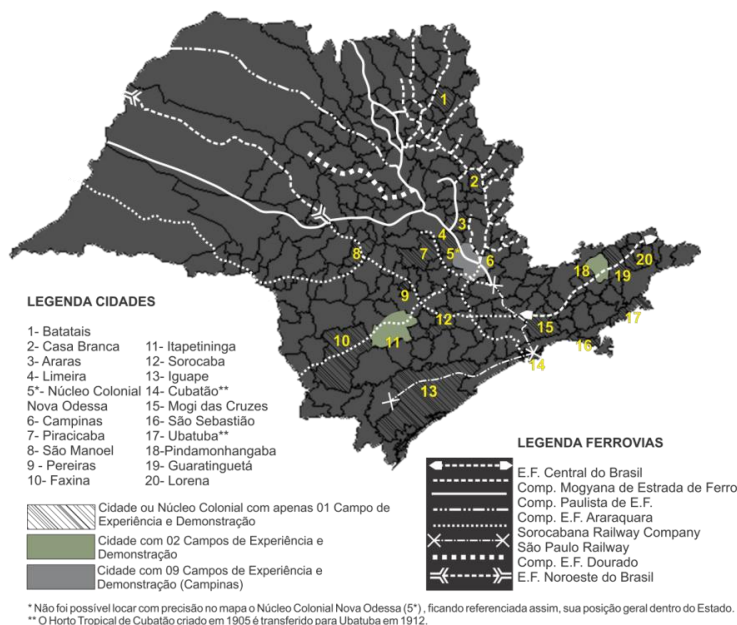 1
2
3
4
5*
6
7
8
9
10
11
12
13
14
15
16
17
18
19
20
LEGENDA CIDADES
1- Batatais
2- Casa Branca
3- Araras
4- Limeira
5*- Núcleo Colonial
Nova Odessa
6- Campinas
7- Piracicaba
8- São Manoel
9 - Pereiras
10- Faxina
11- Itapetininga
12- Sorocaba
13- Iguape
14- Cubatão**
15- Mogi das Cruzes
16- São Sebastião
17- Ubatuba**
18-Pindamonhangaba
19- Guaratinguetá
20- Lorena
Cidade ou Núcleo Colonial com apenas 01 Campo de
Experiência e Demonstração
Cidade com 02 Campos de Experiência e
Demonstração
Cidade com 09 Campos de Experiência e
Demonstração (Campinas)
LEGENDA FERROVIAS
E.F. Central do Brasil
Comp. Mogyana de Estrada de Ferro
Comp. Paulista de E.F.
Comp. E.F. Araraquara
Sorocabana Railway Company
São Paulo Railway
Comp. E.F. Dourado
E.F. Noroeste do Brasil
* Não foi possível locar com precisão no mapa o Núcleo Colonial Nova Odessa (5*) , ficando referenciada assim, sua posição geral dentro do Estado.
** O Horto Tropical de Cubatão criado em 1905 é transferido para Ubatuba em 1912.